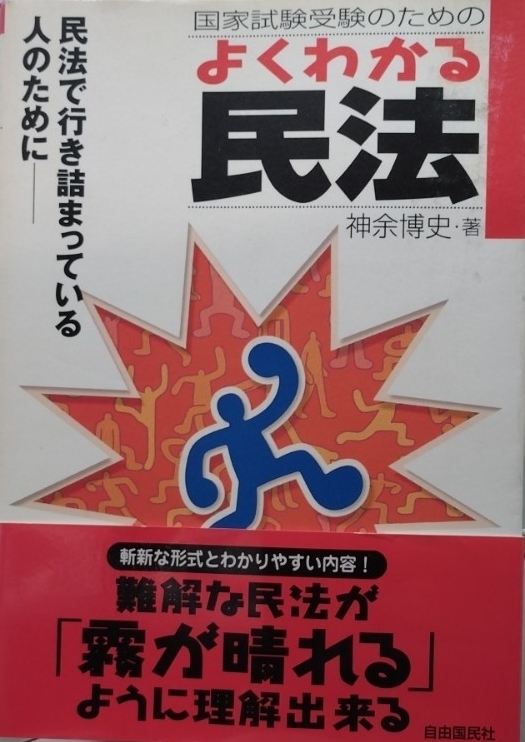 国家試験受験のための
よくわかる
民法
神余博史・著
民法で行き詰まっている
人のために――
斬新な形式とわかりやすい内容！
難解な民法が
「霧が晴れる」
ように理解出来る
自由国民社